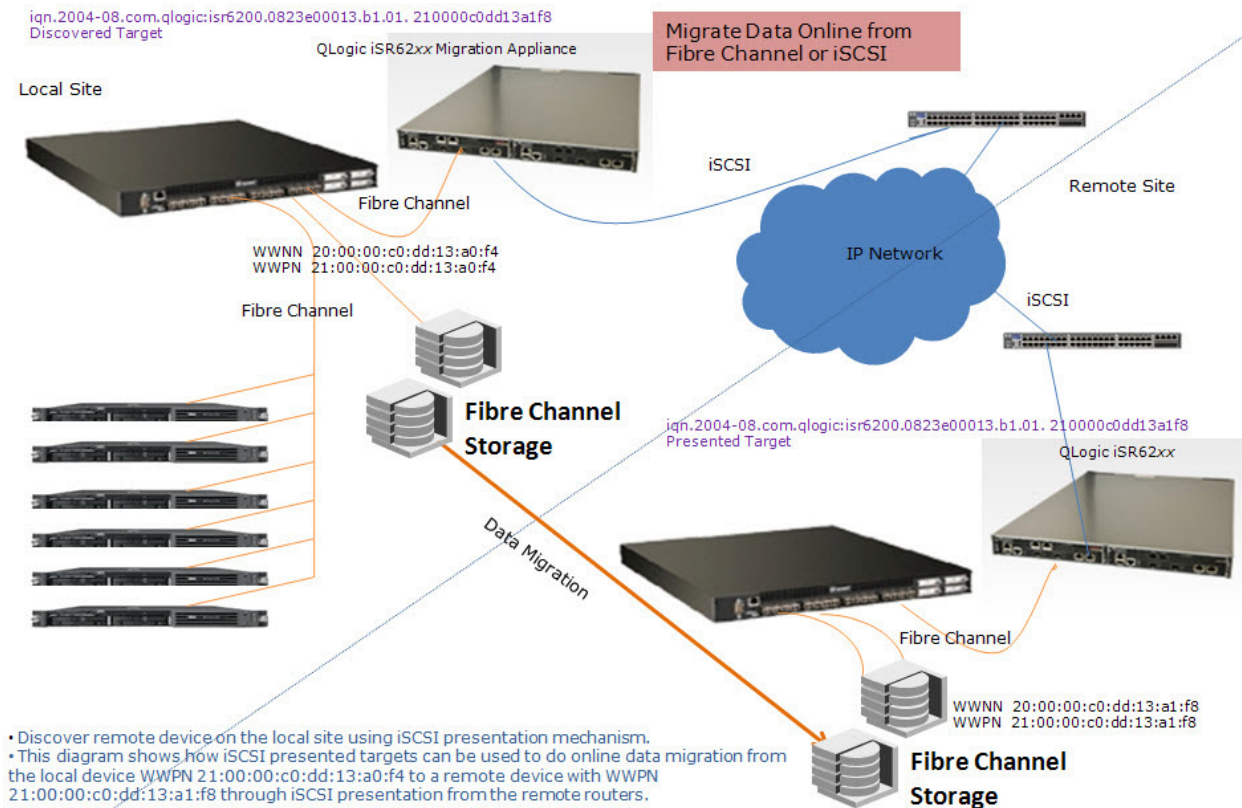 iqn.2004-08.com.qlogic:isr6200.0823e00013.b1.01. 210000c0dd13a1f8
Discovered Target
QLogic iSR62xx Migration Appliance
Migrate Data Online from
Fibre Channel or iSCSI
Local Site
iSCSI
Remote Site
Fibre Channel
WWNN 20:00:00:c0:dd:13:a0:f4
WWPN 21:00:00:c0:dd:13:a0:f4
IP Network
iSCSI
Fibre Channel
Fibre Channel
Storage
iqn.2004-08.com.qlogic:isr6200.0823e00013.b1.01. 210000c0dd13a1f8
Presented Target
QLogic iSR62xx
Data Migration
Fibre Channel
WWNN 20:00:00:c0:dd:13:a1:f8
WWPN 21:00:00:c0:dd:13:a1:f8
Fibre Channel
Storage
• Discover remote device on the local site using iSCSI presentation mechanism.
• This diagram shows how iSCSI presented targets can be used to do online data migration from
the local device WWPN 21:00:00:c0:dd:13:a0:f4 to a remote device with WWPN
21:00:00:c0:dd:13:a1:f8 through iSCSI presentation from the remote routers.